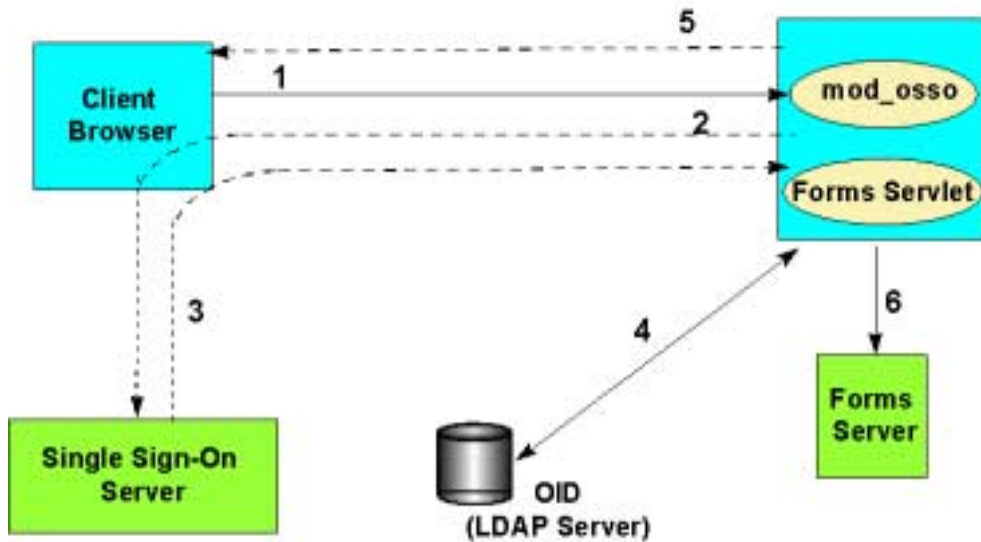 5
Client
Browser
1
mod_osso
2
Forms Servlet
3
4
6
Forms
Server
Single Sign-On
Server
OID
(LDAP Server)